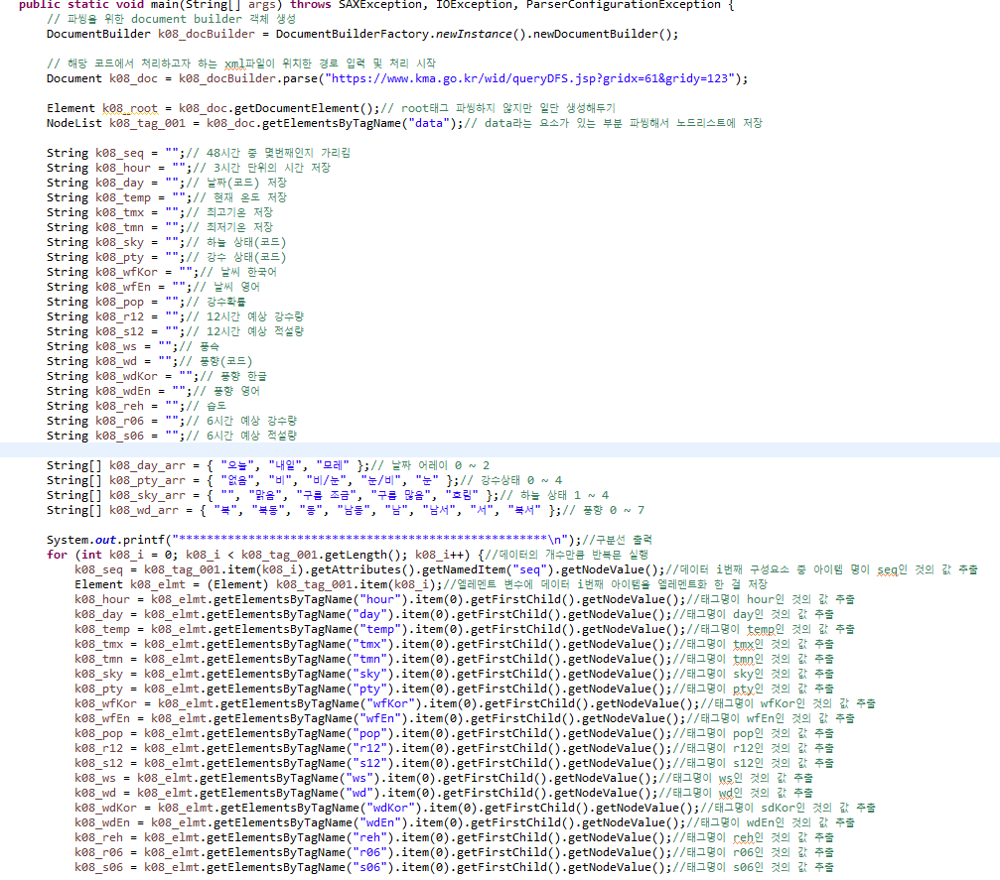 public static void main(String[] args) throws SAXException, IOException, ParserConfigurationException {
// 파씽을 위한 document builder 객체 생성
DocumentBuilder k08_docBuilder = DocumentBuilderFactory.newInstance().newDocumentBuilder();
// 해당 코드에서 처리하고자 하는 xml파일이 위치한 경로 입력 및 처리 시작
Document k08_doc = k08_docBuilder.parse("https://www.kma.go.kr/wid/queryDFS.jsp?gridx=61&gridy=123");
Element k08_root = k08_doc.getDocumentElement();// root태그 파씽하지 않지만 일단 생성해두기
NodeList k08_tag_001 = k08_doc.getElementsByTagName("data");// data라는 요소가 있는 부분 파씽해서 노드리스트에 저장
String k08_seq = "";// 48시간 중 몇번째인지 가리킴
String k08_hour = "";// 3시간 단위의 시간 저장
String k08_day = "";// 날짜(코드) 저장
String k08_temp = "";// 현재 온도 저장
String k08_tmx = "";// 최고기온 저장
String k08_tmn = "";// 최저기온 저장
String k08_sky = "";// 하늘 상태(코드)
String k08_pty = "";// 강수 상태(코드)
String k08_wfKor = "";// 날씨 한국어
String k08_wfEn = "";// 날씨 영어
String k08_pop = "";// 강수확률
String k08_r12 = "";// 12시간 예상 강수량
String k08_s12 = "";// 12시간 예상 적설량
String k08_ws = "";// 풍속
String k08_wd = "";// 풍향(코드)
String k08_wdKor = "";// 풍향 한글
String k08_wdEn = "";// 풍향 영어
String k08_reh = "";// 습도
String k08_r06 = "";// 6시간 예상 강수량
String k08_s06 = "";// 6시간 예상 적설량
String[] k08_day_arr = { "오늘", "내일", "모레" };// 날짜 어레이 0 ~ 2
String[] k08_pty_arr = { "없음", "비", "비/눈", "눈/비", "눈" };// 강수상태 0 ~ 4
String[] k08_sky_arr = { "", "맑음", "구름 조금", "구름 많음", "흐림" };// 하늘 상태 1 ~ 4
String[] k08_wd_arr = { "북", "북동", "동", "남동", "남", "남서", "서", "북서" };// 풍향 0 ~ 7
System.out.printf("*****************************************************\n");//구분선 출력
for (int k08_i = 0; k08_i < k08_tag_001.getLength(); k08_i++) {//데이터의 개수만큼 반복문 실행
k08_seq = k08_tag_001.item(k08_i).getAttributes().getNamedItem("seq").getNodeValue();//데이터 i번째 구성요소 중 아이템 명이 seq인 것의 값 추출
Element k08_elmt = (Element) k08_tag_001.item(k08_i);//엘레멘트 변수에 데이터 i번째 아이템을 엘레멘트화 한 걸 저장
k08_hour = k08_elmt.getElementsByTagName("hour").item(0).getFirstChild().getNodeValue();//태그명이 hour인 것의 값 추출
k08_day = k08_elmt.getElementsByTagName("day").item(0).getFirstChild().getNodeValue();//태그명이 day인 것의 값 추출
k08_temp = k08_elmt.getElementsByTagName("temp").item(0).getFirstChild().getNodeValue();//태그명이 temp인 것의 값 추출
k08_tmx = k08_elmt.getElementsByTagName("tmx").item(0).getFirstChild().getNodeValue();//태그명이 tmx인 것의 값 추출
k08_tmn = k08_elmt.getElementsByTagName("tmn").item(0).getFirstChild().getNodeValue();//태그명이 tmn인 것의 값 추출
k08_sky = k08_elmt.getElementsByTagName("sky").item(0).getFirstChild().getNodeValue();//태그명이 sky인 것의 값 추출
k08_pty = k08_elmt.getElementsByTagName("pty").item(0).getFirstChild().getNodeValue();//태그명이 pty인 것의 값 추출
k08_wfKor = k08_elmt.getElementsByTagName("wfKor").item(0).getFirstChild().getNodeValue();//태그명이 wfKor인 것의 값 추출
k08_wfEn = k08_elmt.getElementsByTagName("wfEn").item(0).getFirstChild().getNodeValue();//태그명이 wfEn인 것의 값 추출
k08_pop = k08_elmt.getElementsByTagName("pop").item(0).getFirstChild().getNodeValue();//태그명이 pop인 것의 값 추출
k08_r12 = k08_elmt.getElementsByTagName("r12").item(0).getFirstChild().getNodeValue();//태그명이 r12인 것의 값 추출
k08_s12 = k08_elmt.getElementsByTagName("s12").item(0).getFirstChild().getNodeValue();//태그명이 s12인 것의 값 추출
k08_ws = k08_elmt.getElementsByTagName("ws").item(0).getFirstChild().getNodeValue();//태그명이 ws인 것의 값 추출
k08_wd = k08_elmt.getElementsByTagName("wd").item(0).getFirstChild().getNodeValue();//태그명이 wd인 것의 값 추출
k08_wdKor = k08_elmt.getElementsByTagName("wdKor").item(0).getFirstChild().getNodeValue();//태그명이 sdKor인 것의 값 추출
k08_wdEn = k08_elmt.getElementsByTagName("wdEn").item(0).getFirstChild().getNodeValue();//태그명이 wdEn인 것의 값 추출
k08_reh = k08_elmt.getElementsByTagName("reh").item(0).getFirstChild().getNodeValue();//태그명이 reh인 것의 값 추출
k08_r06 = k08_elmt.getElementsByTagName("r06").item(0).getFirstChild().getNodeValue();//태그명이 r06인 것의 값 추출
k08_s06 = k08_elmt.getElementsByTagName("s06").item(0).getFirstChild().getNodeValue();//태그명이 s06인 것의 값 추출